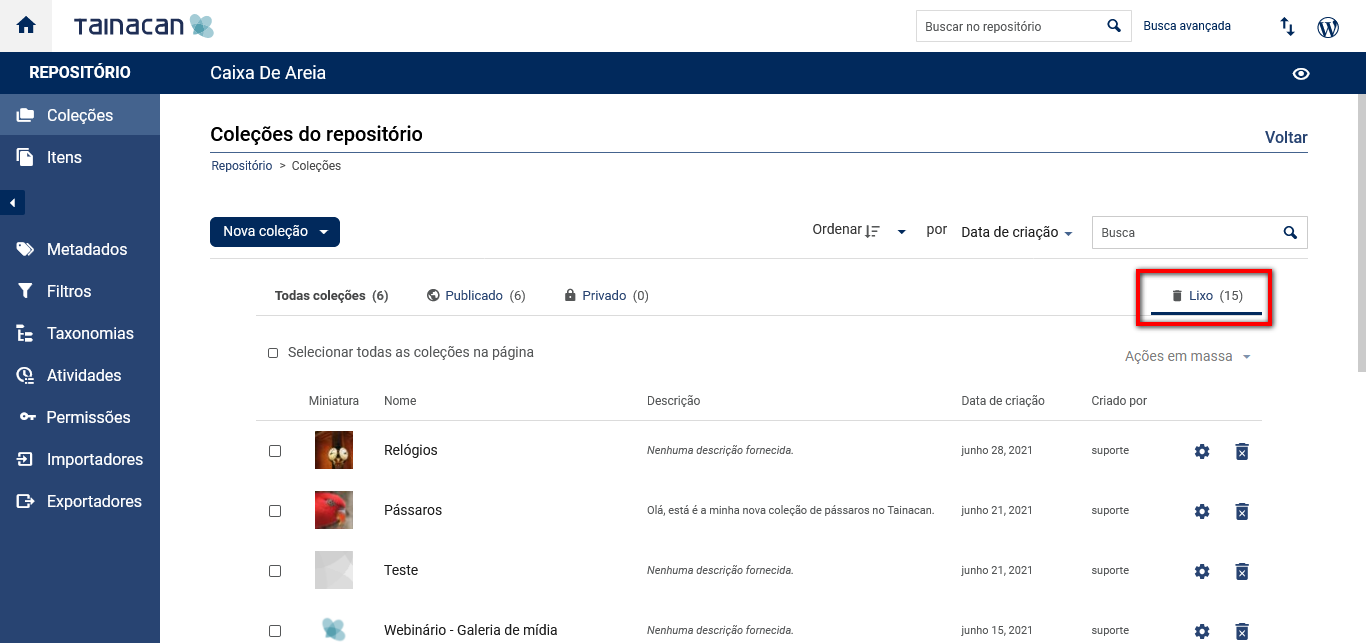 TAINACAN
Buscar no repositório
Busca avançada
REPOSITÓRIO
Caixa De Areia
Coleções
Itens
Metadados
Filtros
Taxonomias
Atividades
Permissões
Importadores
Exportadores
Coleções do repositório
Voltar
Repositório > Coleções
Nova coleção
Ordenar por Data de criação
Busca
Todas coleções (6) Publicado (6) Privado (0) Lixo (15)
Selecionar todas as coleções na página
Ações em massa
Miniatura Nome Descrição Data de criação Criado por
Relógios Nenhuma descrição fornecida. junho 28, 2021 suporte
Pássaros Olá, está é a minha nova coleção de pássaros no Tainacan. junho 21, 2021 suporte
Teste Nenhuma descrição fornecida. junho 21, 2021 suporte
Webinário - Galeria de mídia Nenhuma descrição fornecida. junho 15, 2021 suporte